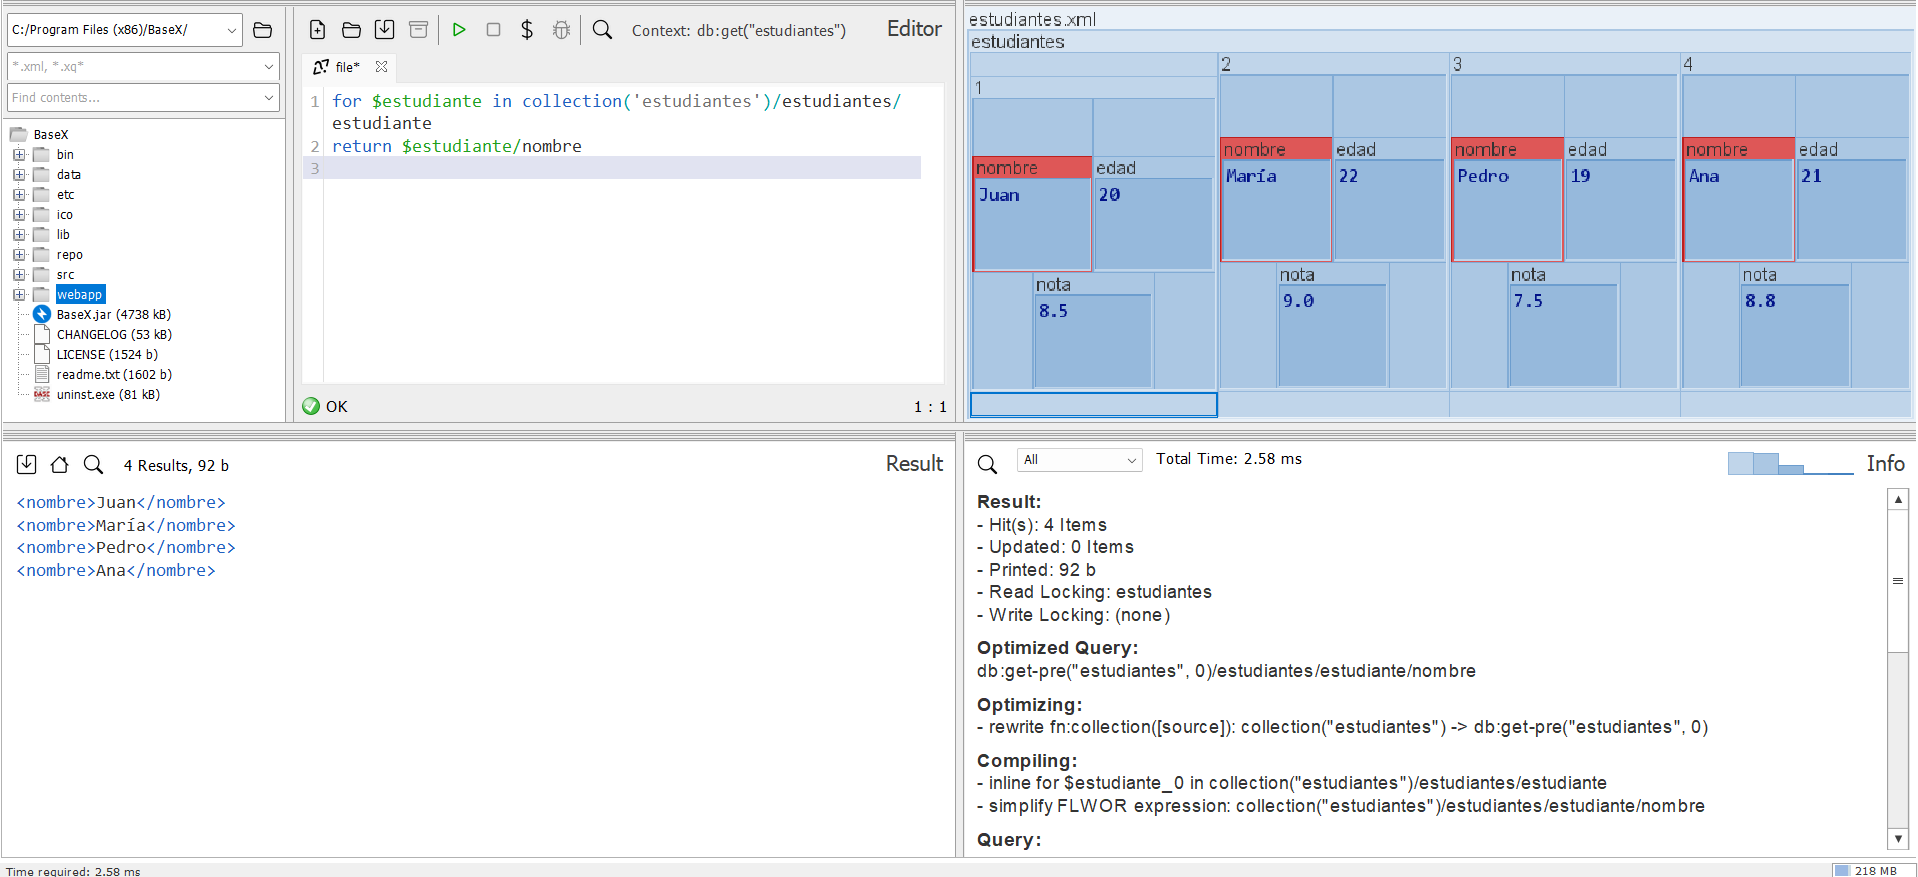 C:/Program Files (x86)/BaseX/
*.xml, *.xq*
Find contents...
BaseX
bin
data
etc
ico
lib
repo
src
webapp
BaseX.jar (4738 kB)
CHANGELOG (53 kB)
LICENSE (1524 b)
readme.txt (1602 b)
uninst.exe (81 kB)
Context: db:get("estudiantes")
Editor
file*
1 for $estudiante in collection('estudiantes')/estudiantes/
estudiante
2 return $estudiante/nombre
3
OK
1 : 1
estudiantes.xml
estudiantes
1
nombre edad
Juan 20
nota
8.5
2
nombre edad
María 22
nota
9.0
3
nombre edad
Pedro 19
nota
7.5
4
nombre edad
Ana 21
nota
8.8
4 Results, 92 b
Result
<nombre>Juan</nombre>
<nombre>María</nombre>
<nombre>Pedro</nombre>
<nombre>Ana</nombre>
All
Total Time: 2.58 ms
Info
Result:
- Hit(s): 4 Items
- Updated: 0 Items
- Printed: 92 b
- Read Locking: estudiantes
- Write Locking: (none)
Optimized Query:
db:get-pre("estudiantes", 0)/estudiantes/estudiante/nombre
Optimizing:
- rewrite fn:collection([source]): collection("estudiantes") -> db:get-pre("estudiantes", 0)
Compiling:
- inline for $estudiante_0 in collection("estudiantes")/estudiantes/estudiante
- simplify FLWOR expression: collection("estudiantes")/estudiantes/estudiante/nombre
Query:
Time required: 2.58 ms
218 MB